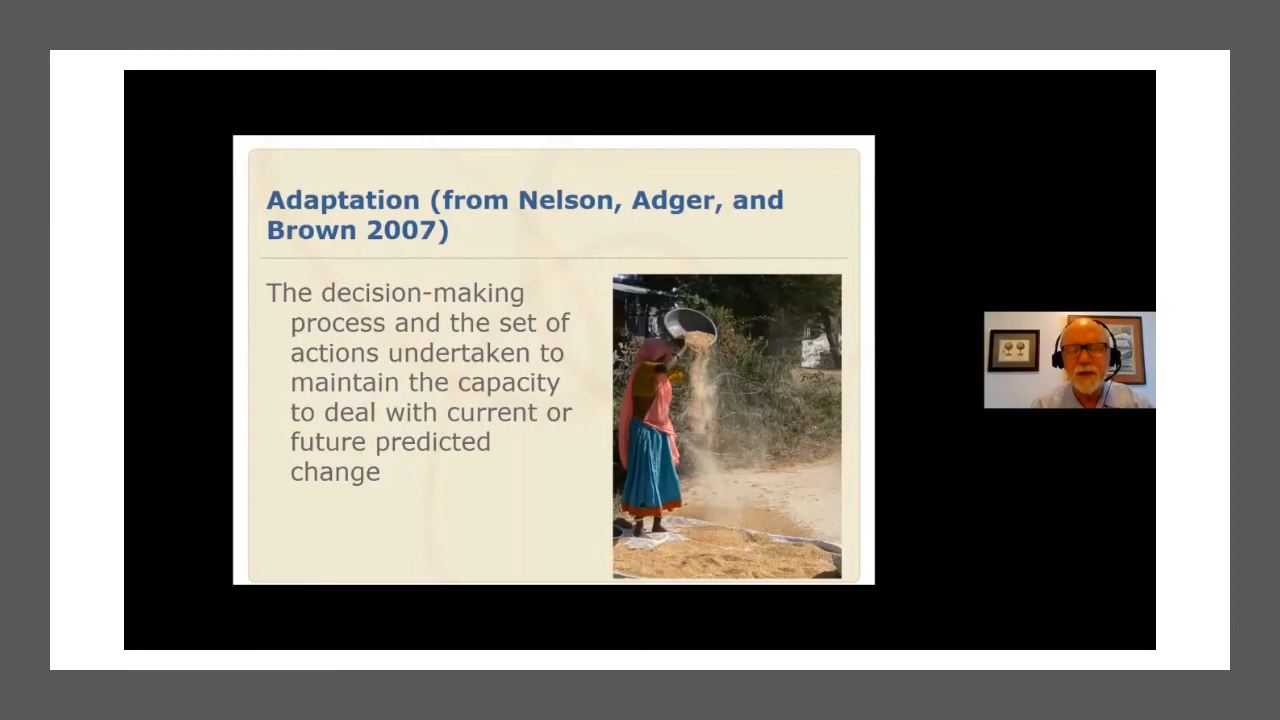 Adaptation (from Nelson, Adger, and
Brown 2007)
The decision-making
process and the set of
actions undertaken to
maintain the capacity
to deal with current or
future predicted
change